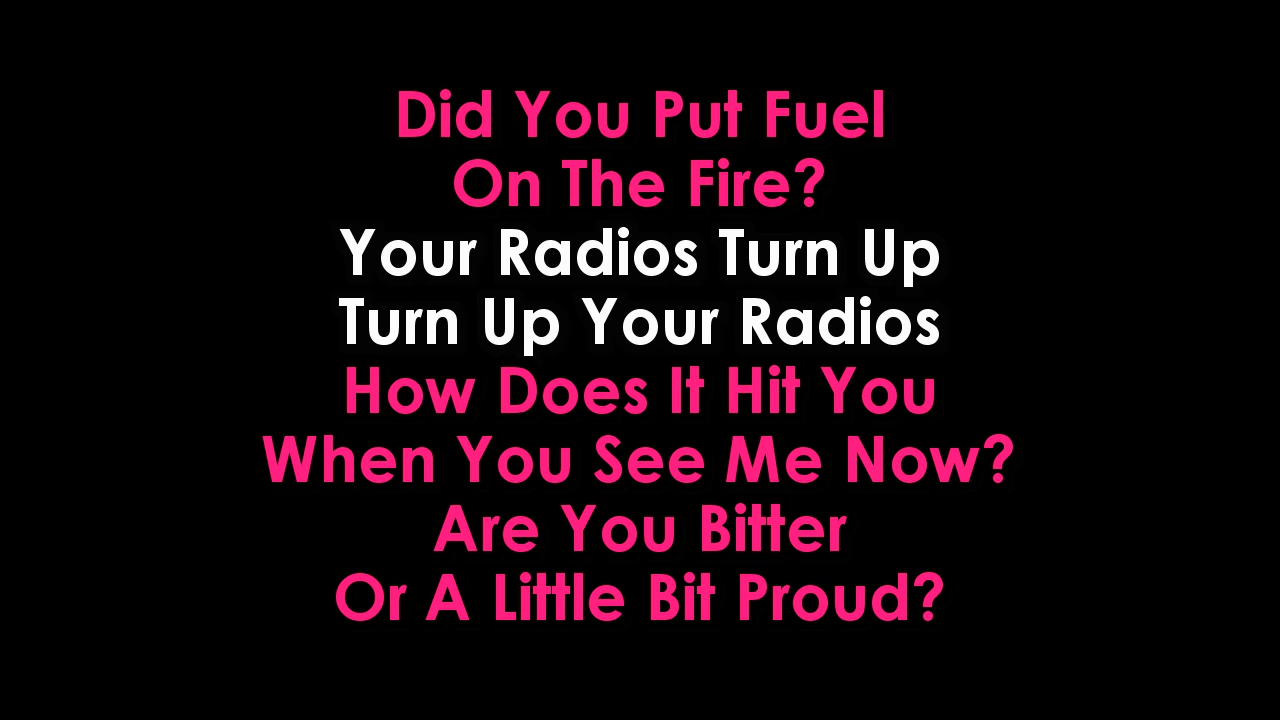 Did You Put Fuel
On The Fire?
Your Radios Turn Up
Turn Up Your Radios
How Does It Hit You
When You See Me Now?
Are You Bitter
Or A Little Bit Proud?